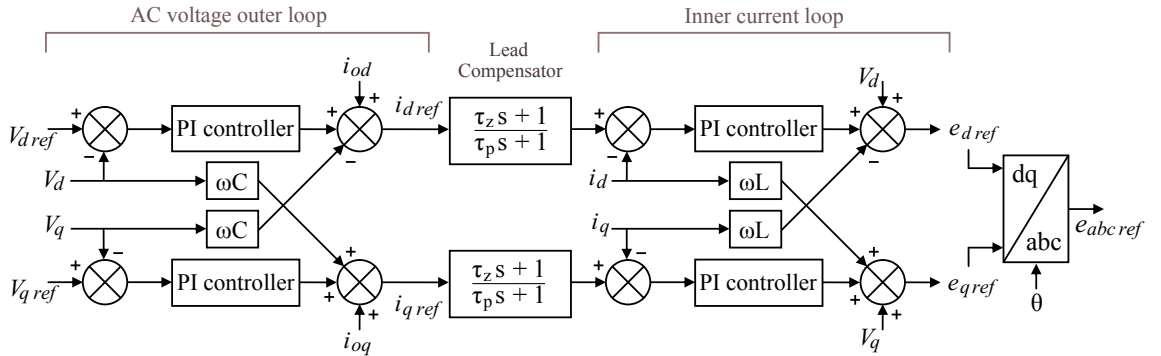 AC voltage outer loop
Inner current loop
Lead
Compensator
i_od
V_d
V_d ref
+
−
PI controller
+
+
−
i_d ref
τ_z s + 1
τ_p s + 1
+
−
PI controller
+
+
−
e_d ref
V_d
ωC
i_d
ωL
dq
abc
e_abc ref
θ
V_q
ωC
i_q
ωL
V_q ref
+
−
PI controller
+
+
+
i_q ref
τ_z s + 1
τ_p s + 1
+
−
PI controller
+
+
+
e_q ref
i_oq
V_q